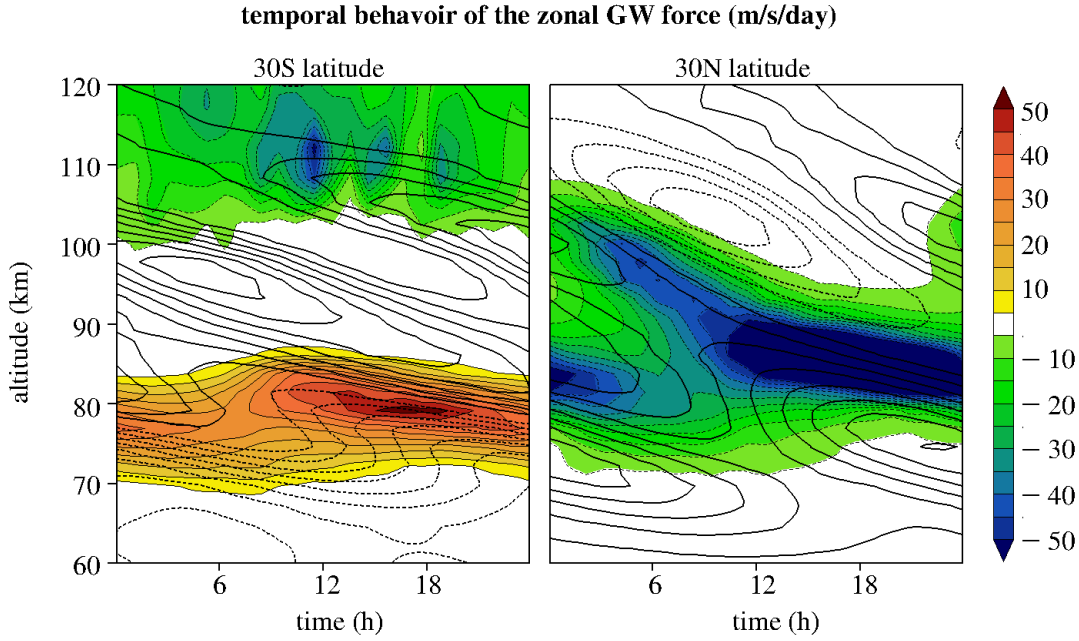 temporal behavoir of the zonal GW force (m/s/day)
30S latitude
30N latitude
altitude (km)
120
110
100
90
80
70
60
6 12 18
6 12 18
time (h)
time (h)
50
40
30
20
10
− 10
− 20
− 30
− 40
− 50